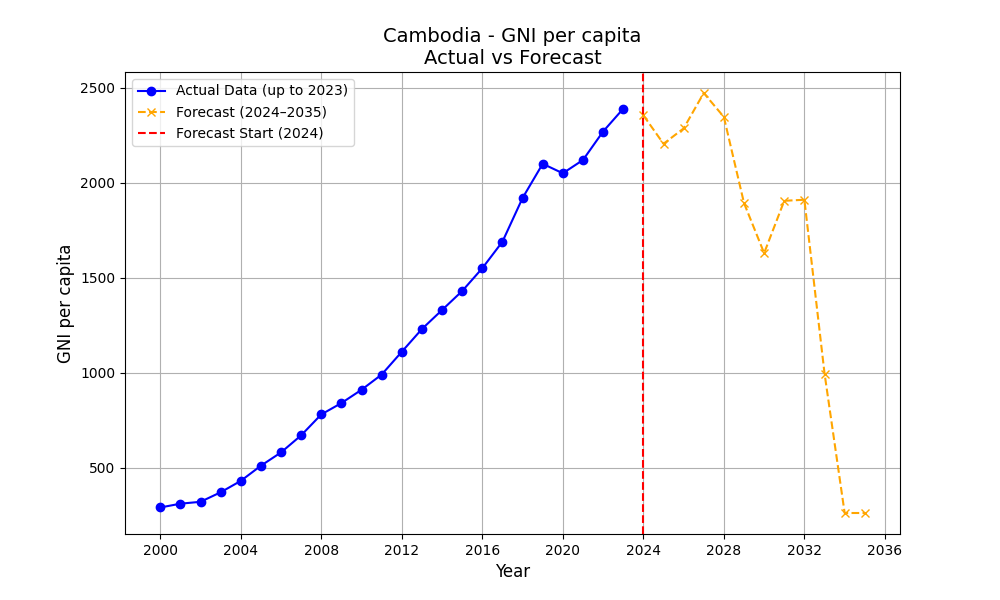 Cambodia - GNI per capita
Actual vs Forecast
Actual Data (up to 2023)
Forecast (2024–2035)
Forecast Start (2024)
2500
2000
1500
1000
500
GNI per capita
2000 2004 2008 2012 2016 2020 2024 2028 2032 2036
Year